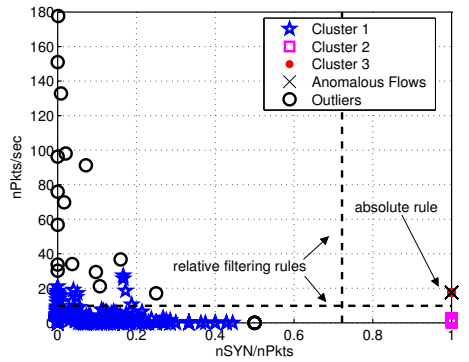 180
160
140
120
100
80
60
40
20
0
nPkts/sec
Cluster 1
Cluster 2
Cluster 3
Anomalous Flows
Outliers
absolute rule
relative filtering rules
0
0.2
0.4
0.6
0.8
1
nSYN/nPkts